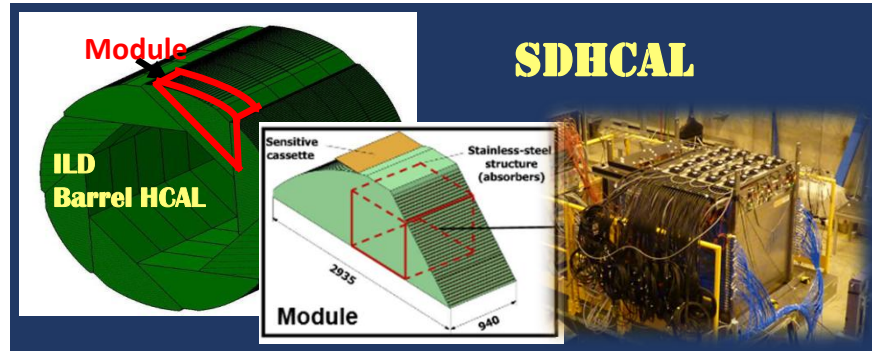 Module
SDHCAL
ILD
Barrel HCAL
Sensitive
cassette
Stainless-steel
structure
(absorbers)
2935
940
Module